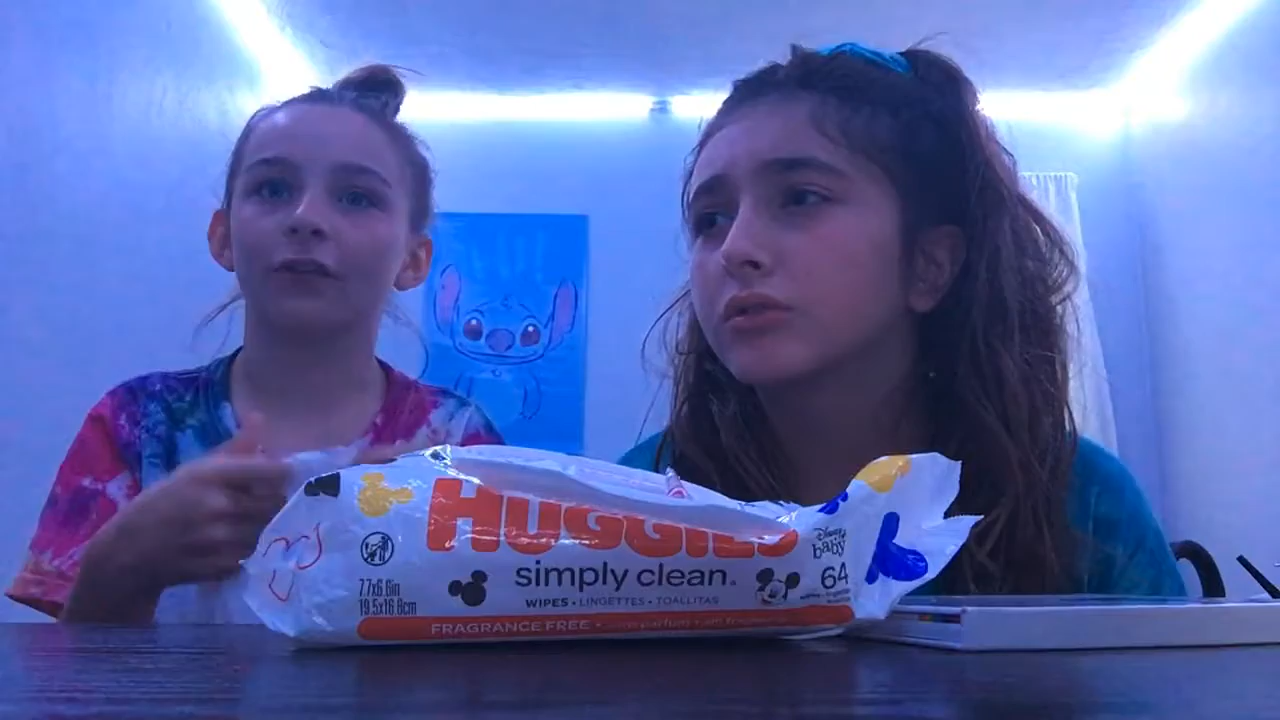 HUGGIES
simply clean.
WIPES • LINGETTES • TOALLITAS
FRAGRANCE FREE •
7.7x6.6in
19.5x16.8cm
Disney
baby
64